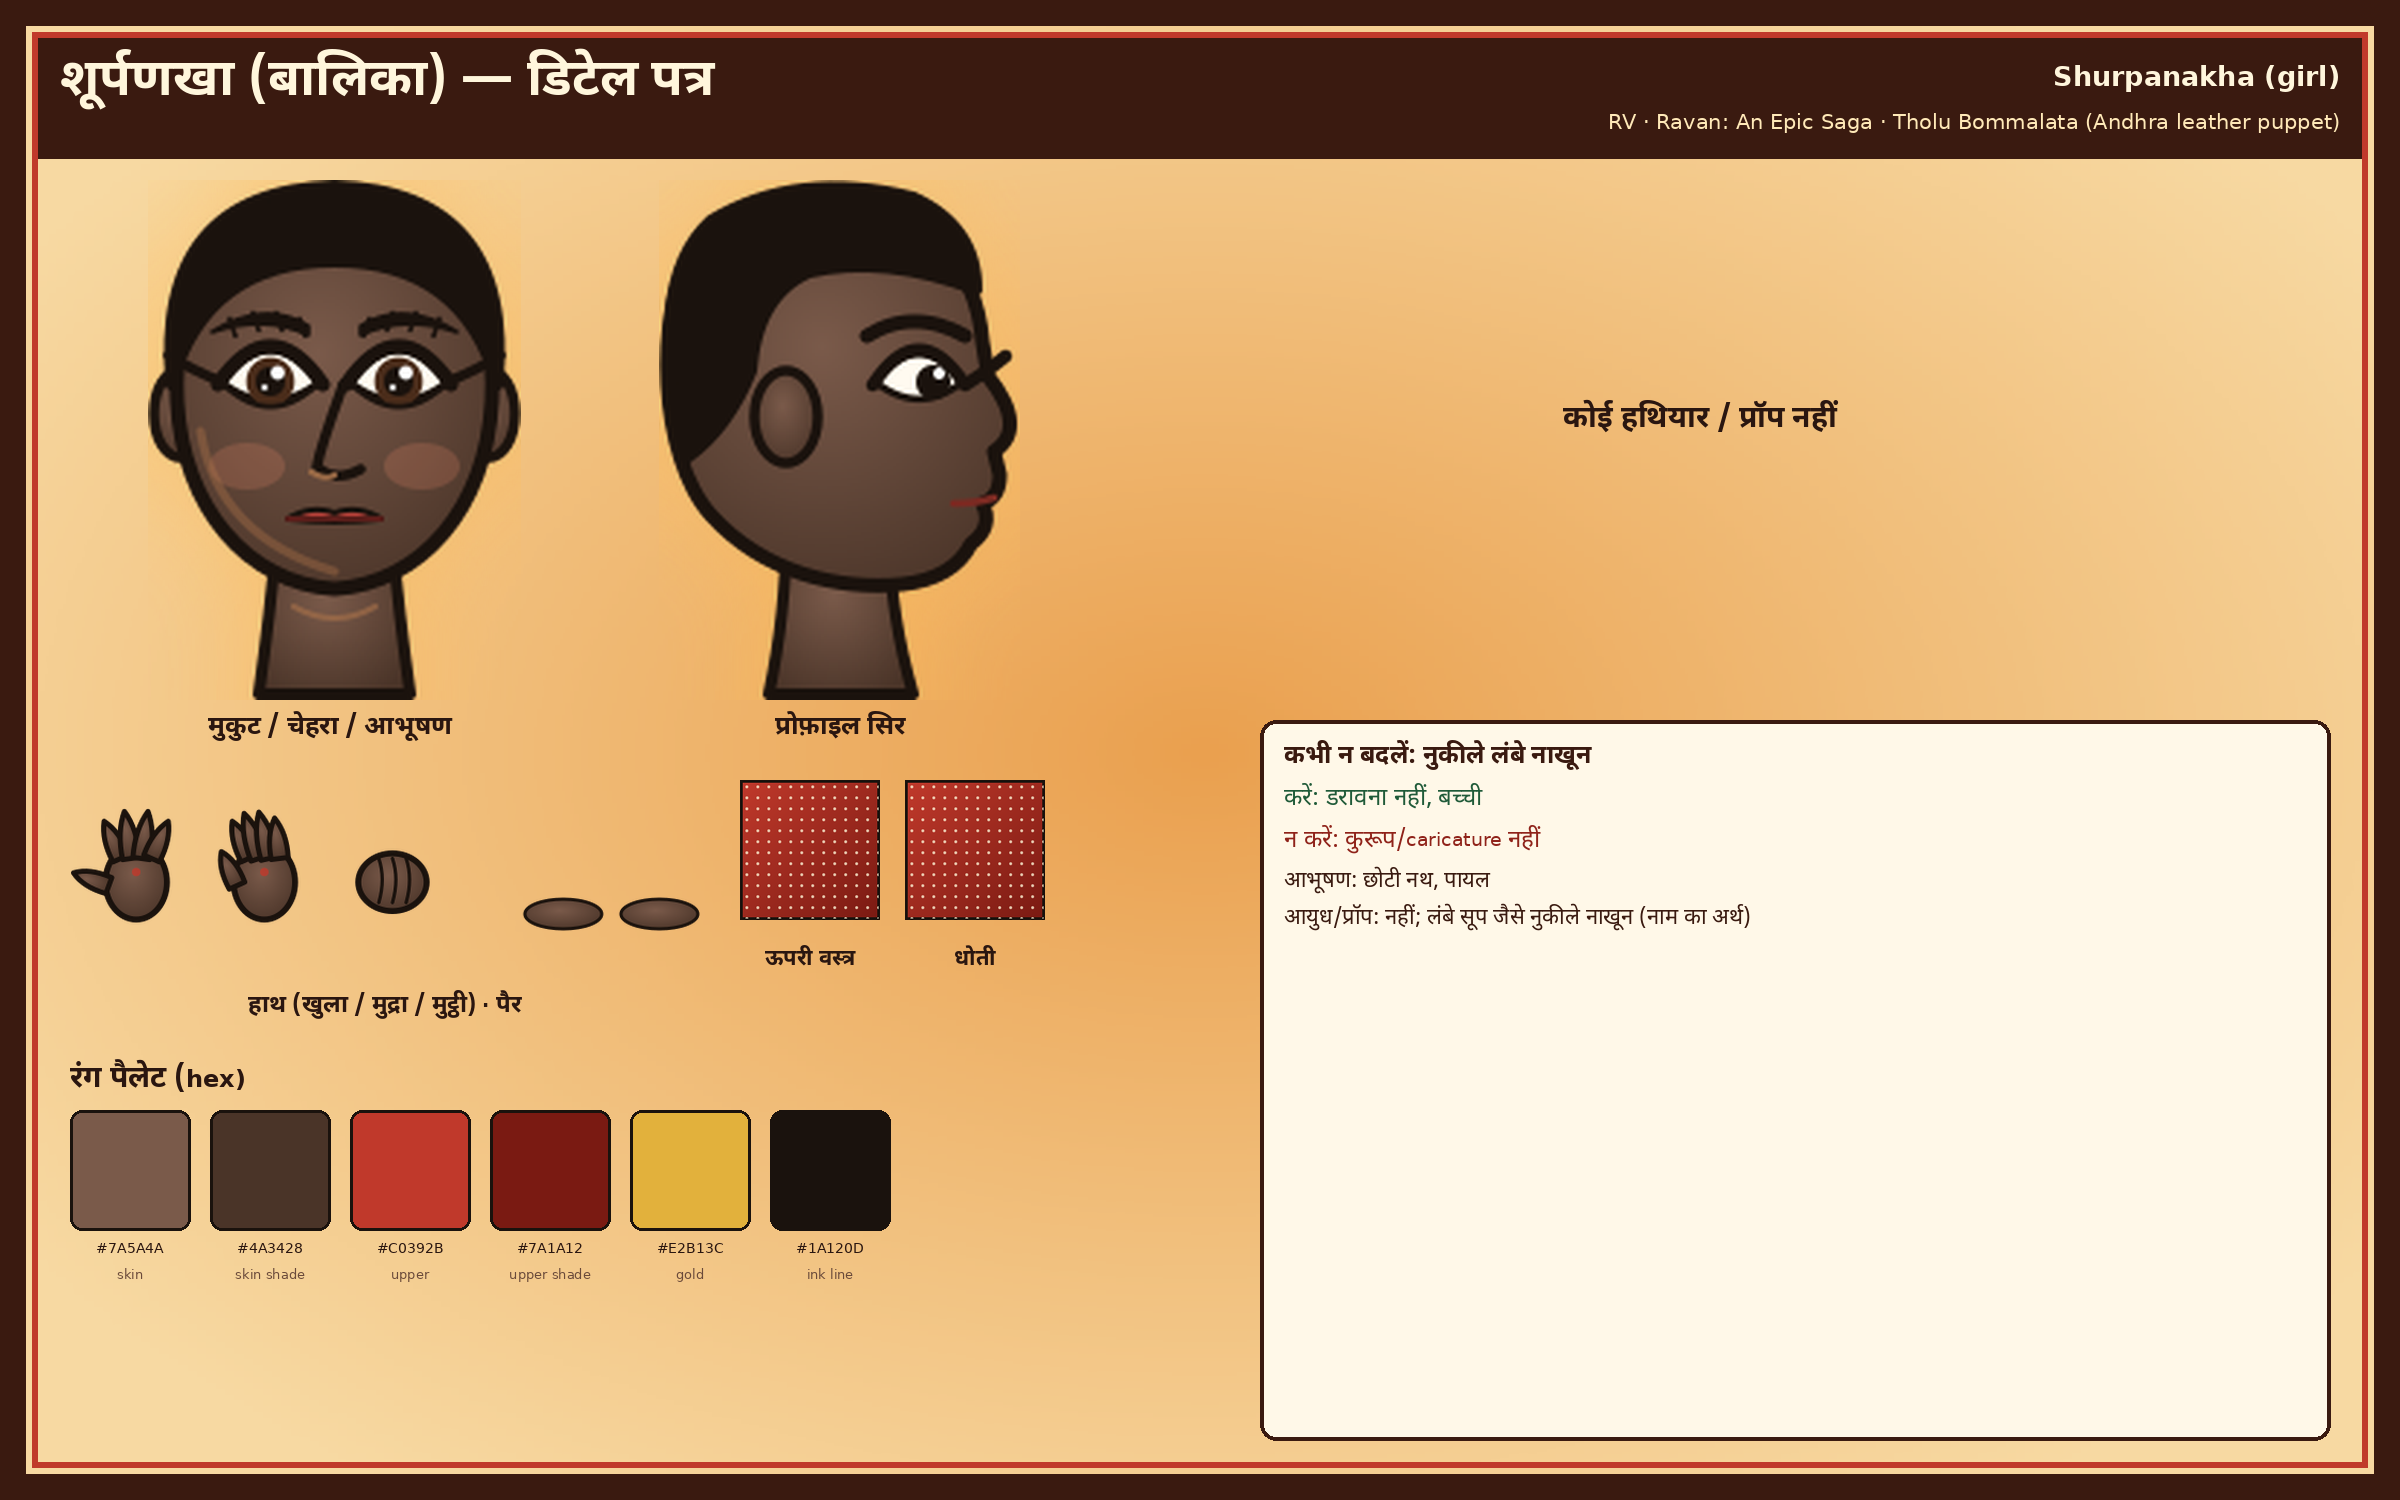 शूर्पणखा (बालिका) — डिटेल पत्र
Shurpanakha (girl)
RV · Ravan: An Epic Saga · Tholu Bommalata (Andhra leather puppet)
कोई हथियार / प्रॉप नहीं
मुकुट / चेहरा / आभूषण
प्रोफ़ाइल सिर
कभी न बदलें: नुकीले लंबे नाखून
करें: डरावना नहीं, बच्ची
न करें: कुरूप/caricature नहीं
आभूषण: छोटी नथ, पायल
आयुध/प्रॉप: नहीं; लंबे सूप जैसे नुकीले नाखून (नाम का अर्थ)
ऊपरी वस्त्र
धोती
हाथ (खुला / मुद्रा / मुट्ठी) · पैर
रंग पैलेट (hex)
#7A5A4A
#4A3428
#C0392B
#7A1A12
#E2B13C
#1A120D
skin
skin shade
upper
upper shade
gold
ink line